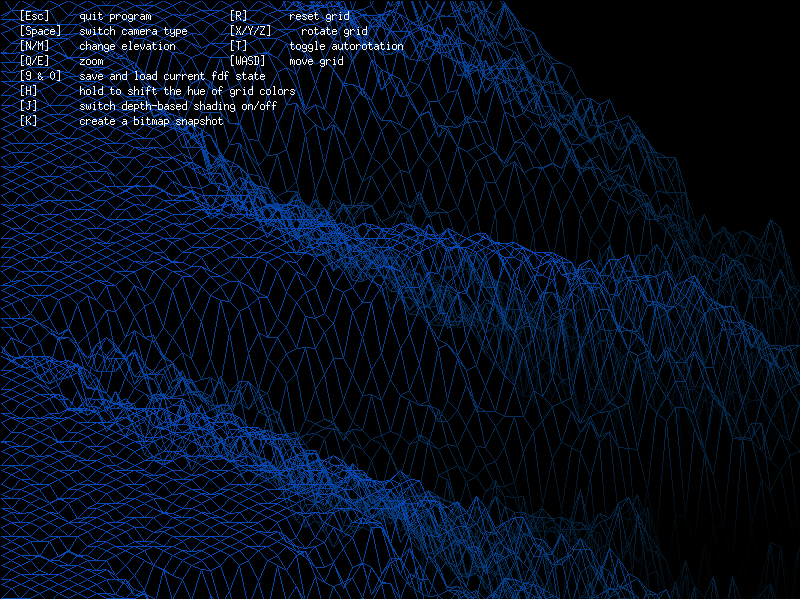 [Esc] quit program [R] reset grid
[Space] switch camera type [X/Y/Z] rotate grid
[N/M] change elevation [T] toggle autorotation
[Q/E] zoom [WASD] move grid
[9 & 0] save and load current fdf state
[H] hold to shift the hue of grid colors
[J] switch depth-based shading on/off
[K] create a bitmap snapshot